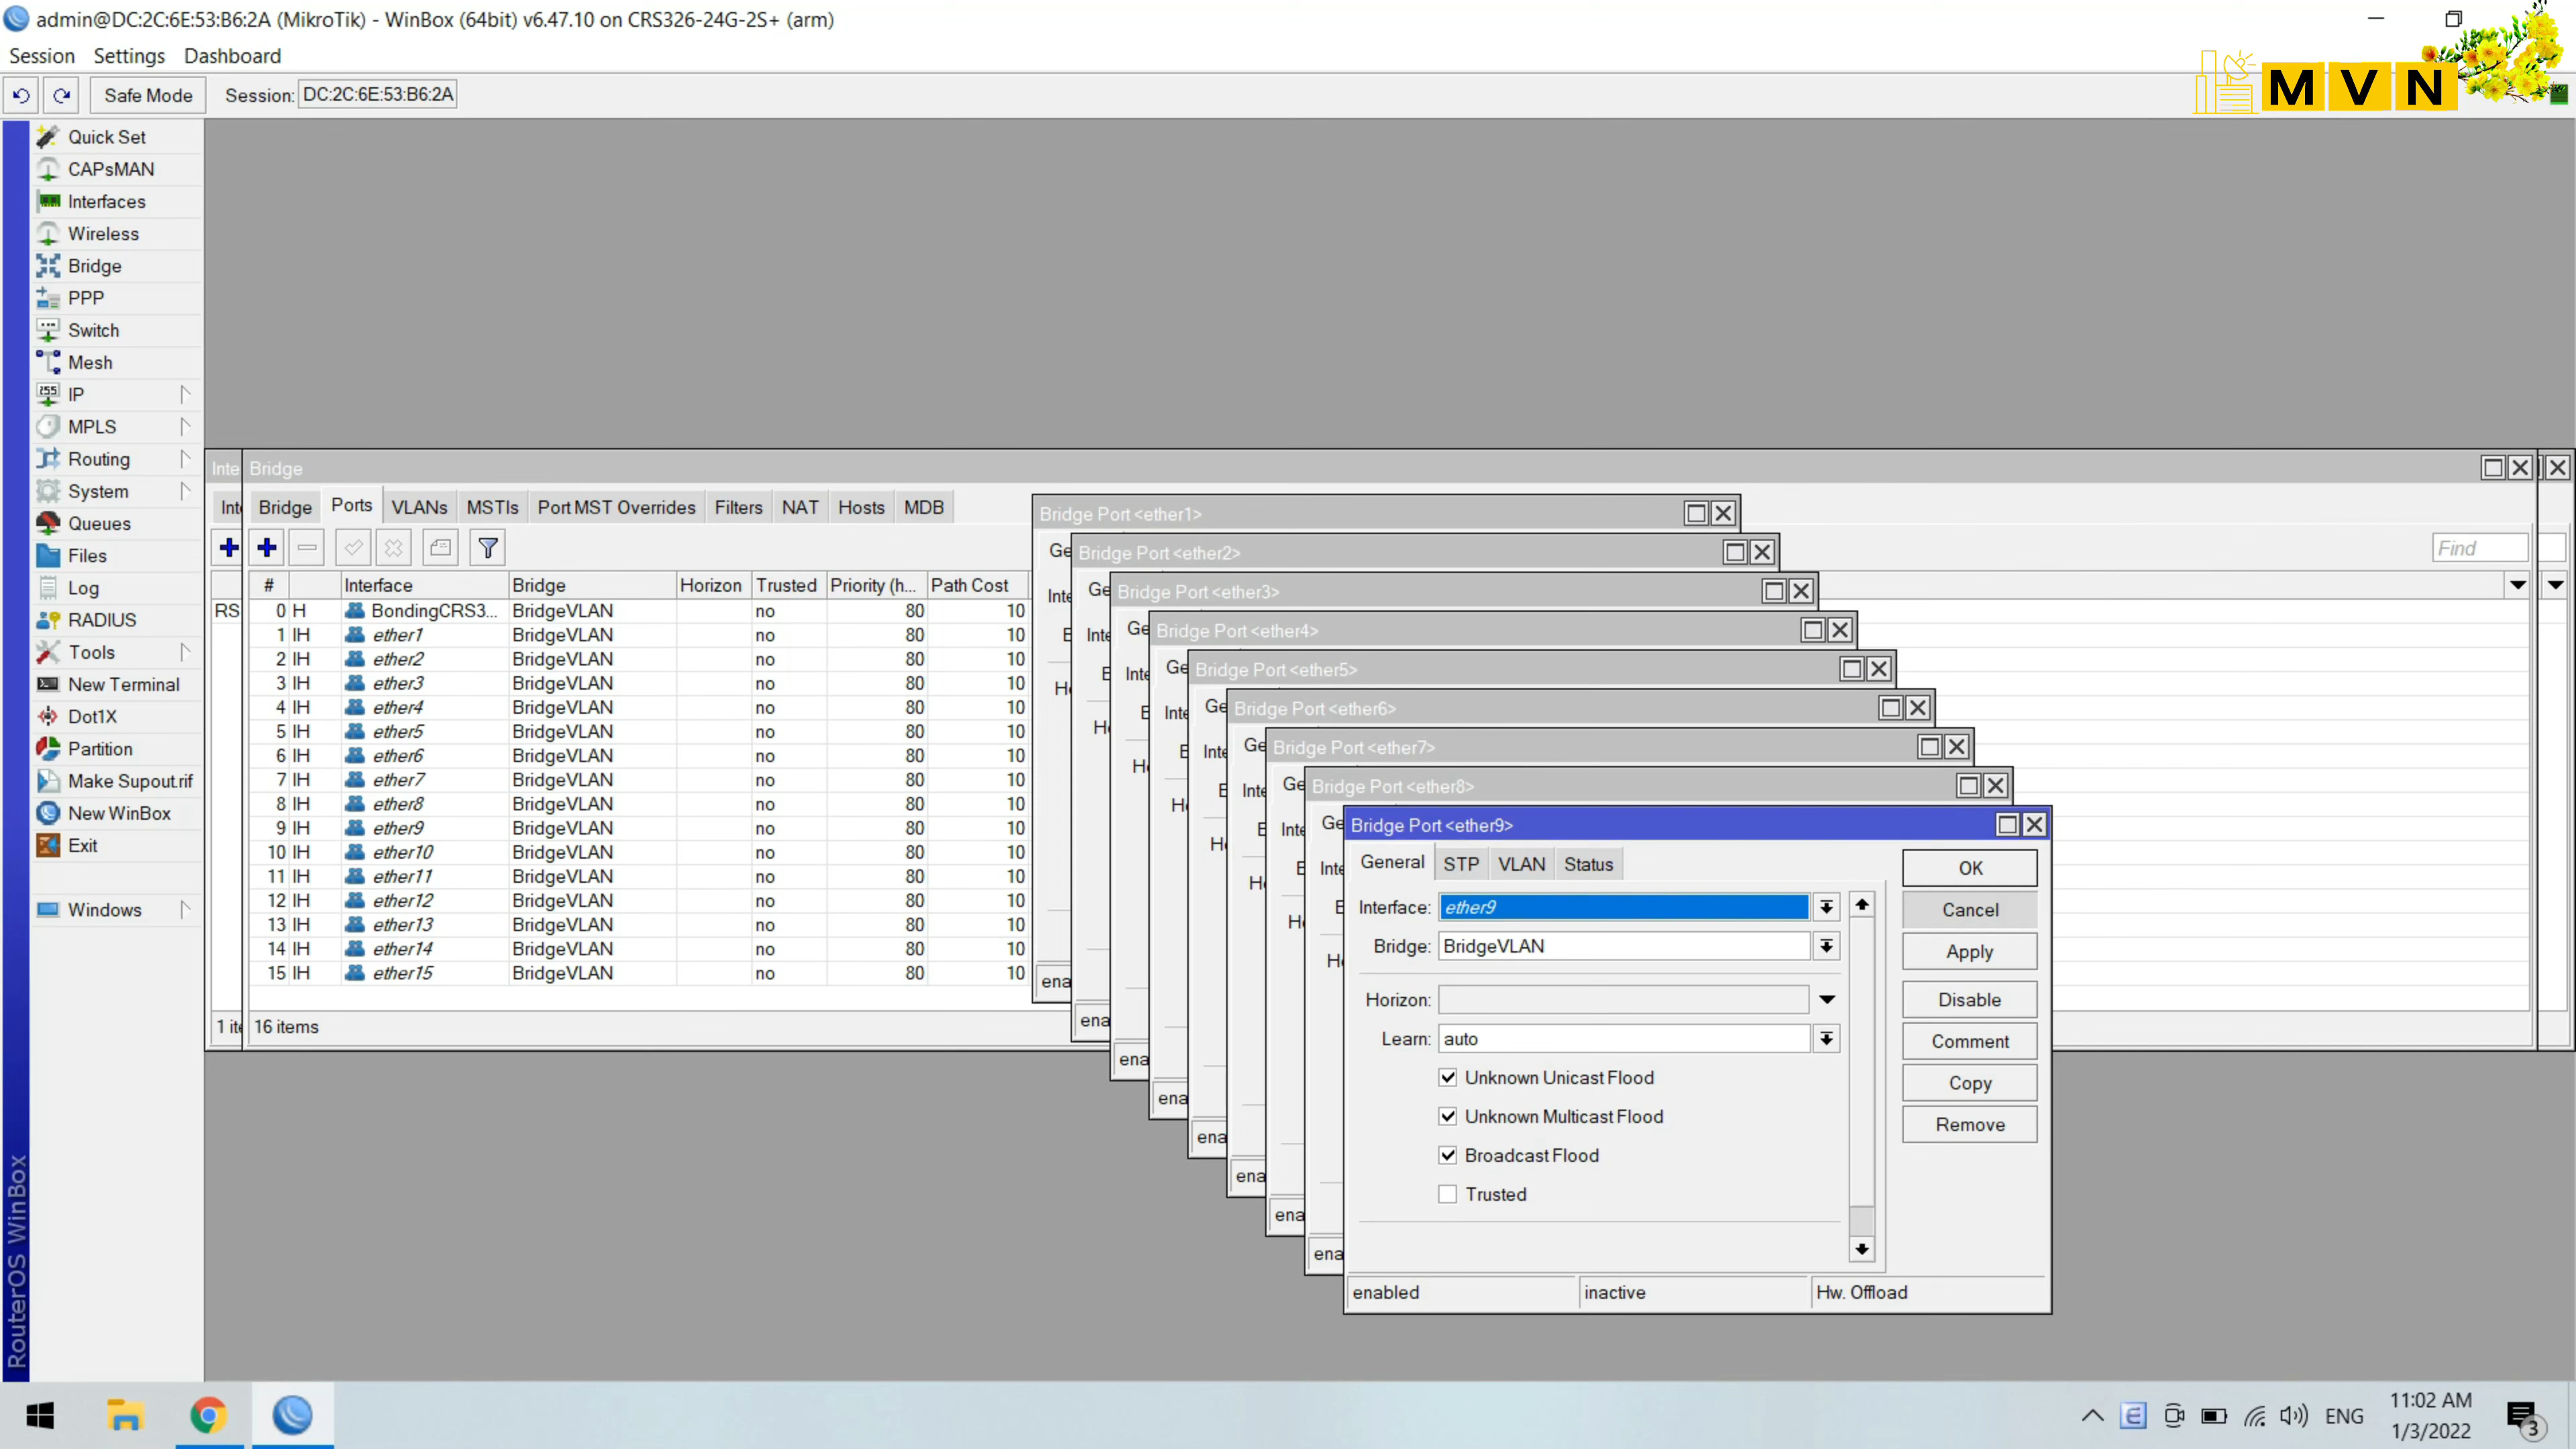 admin@DC:2C:6E:53:B6:2A (MikroTik) - WinBox (64bit) v6.47.10 on CRS326-24G-2S+ (arm)
Session Settings Dashboard
Safe Mode Session: DC:2C:6E:53:B6:2A
MVN
Quick Set
CAPsMAN
Interfaces
Wireless
Bridge
PPP
Switch
Mesh
IP
MPLS
Routing
System
Queues
Files
Log
RADIUS
Tools
New Terminal
Dot1X
Partition
Make Supout.rif
New WinBox
Exit
Windows
RouterOS WinBox
Inte Bridge
Inte Bridge Ports VLANs MSTIs Port MST Overrides Filters NAT Hosts MDB
Find
# Interface Bridge Horizon Trusted Priority (h... Path Cost
RS 0 H BondingCRS3... BridgeVLAN no 80 10
1 IH ether1 BridgeVLAN no 80 10
2 IH ether2 BridgeVLAN no 80 10
3 IH ether3 BridgeVLAN no 80 10
4 IH ether4 BridgeVLAN no 80 10
5 IH ether5 BridgeVLAN no 80 10
6 IH ether6 BridgeVLAN no 80 10
7 IH ether7 BridgeVLAN no 80 10
8 IH ether8 BridgeVLAN no 80 10
9 IH ether9 BridgeVLAN no 80 10
10 IH ether10 BridgeVLAN no 80 10
11 IH ether11 BridgeVLAN no 80 10
12 IH ether12 BridgeVLAN no 80 10
13 IH ether13 BridgeVLAN no 80 10
14 IH ether14 BridgeVLAN no 80 10
15 IH ether15 BridgeVLAN no 80 10
1 ite 16 items
Bridge Port <ether1>
Bridge Port <ether2>
Bridge Port <ether3>
Bridge Port <ether4>
Bridge Port <ether5>
Bridge Port <ether6>
Bridge Port <ether7>
Bridge Port <ether8>
Bridge Port <ether9>
General STP VLAN Status
Interface: ether9
Bridge: BridgeVLAN
Horizon:
Learn: auto
Unknown Unicast Flood
Unknown Multicast Flood
Broadcast Flood
Trusted
OK
Cancel
Apply
Disable
Comment
Copy
Remove
enabled inactive Hw. Offload
ENG
11:02 AM
1/3/2022
3